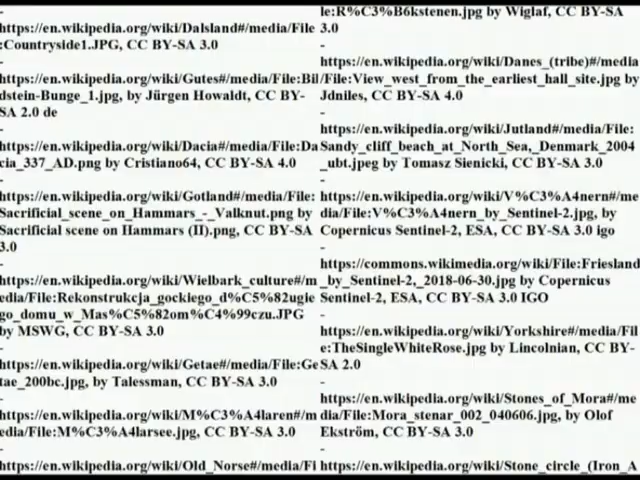 -
https://en.wikipedia.org/wiki/Dalsland#/media/File
:Countryside1.JPG, CC BY-SA 3.0
-
https://en.wikipedia.org/wiki/Gutes#/media/File:Bil
dstein-Bunge_1.jpg, by Jürgen Howaldt, CC BY-
SA 2.0 de
-
https://en.wikipedia.org/wiki/Dacia#/media/File:Da
cia_337_AD.png by Cristiano64, CC BY-SA 4.0
-
https://en.wikipedia.org/wiki/Gotland#/media/File:
Sacrificial_scene_on_Hammars_-_Valknut.png by
Sacrificial scene on Hammars (II).png, CC BY-SA
3.0
-
https://en.wikipedia.org/wiki/Wielbark_culture#/m
edia/File:Rekonstrukcja_gockiego_d%C5%82ugie
go_domu_w_Mas%C5%82om%C4%99czu.JPG
by MSWG, CC BY-SA 3.0
-
https://en.wikipedia.org/wiki/Getae#/media/File:Ge
tae_200bc.jpg, by Talessman, CC BY-SA 3.0
-
https://en.wikipedia.org/wiki/M%C3%A4laren#/m
edia/File:M%C3%A4larsee.jpg, CC BY-SA 3.0
-
https://en.wikipedia.org/wiki/Old_Norse#/media/Fi
le:R%C3%B6kstenen.jpg by Wiglaf, CC BY-SA
3.0
-
https://en.wikipedia.org/wiki/Danes_(tribe)#/media
/File:View_west_from_the_earliest_hall_site.jpg by
Jdniles, CC BY-SA 4.0
-
https://en.wikipedia.org/wiki/Jutland#/media/File:
Sandy_cliff_beach_at_North_Sea,_Denmark_2004
_ubt.jpeg by Tomasz Sienicki, CC BY-SA 3.0
-
https://en.wikipedia.org/wiki/V%C3%A4nern#/me
dia/File:V%C3%A4nern_by_Sentinel-2.jpg, by
Copernicus Sentinel-2, ESA, CC BY-SA 3.0 igo
-
https://commons.wikimedia.org/wiki/File:Friesland
_by_Sentinel-2,_2018-06-30.jpg by Copernicus
Sentinel-2, ESA, CC BY-SA 3.0 IGO
-
https://en.wikipedia.org/wiki/Yorkshire#/media/Fil
e:TheSingleWhiteRose.jpg by Lincolnian, CC BY-
SA 2.0
-
https://en.wikipedia.org/wiki/Stones_of_Mora#/me
dia/File:Mora_stenar_002_040606.jpg, by Olof
Ekström, CC BY-SA 3.0
-
https://en.wikipedia.org/wiki/Stone_circle_(Iron_A